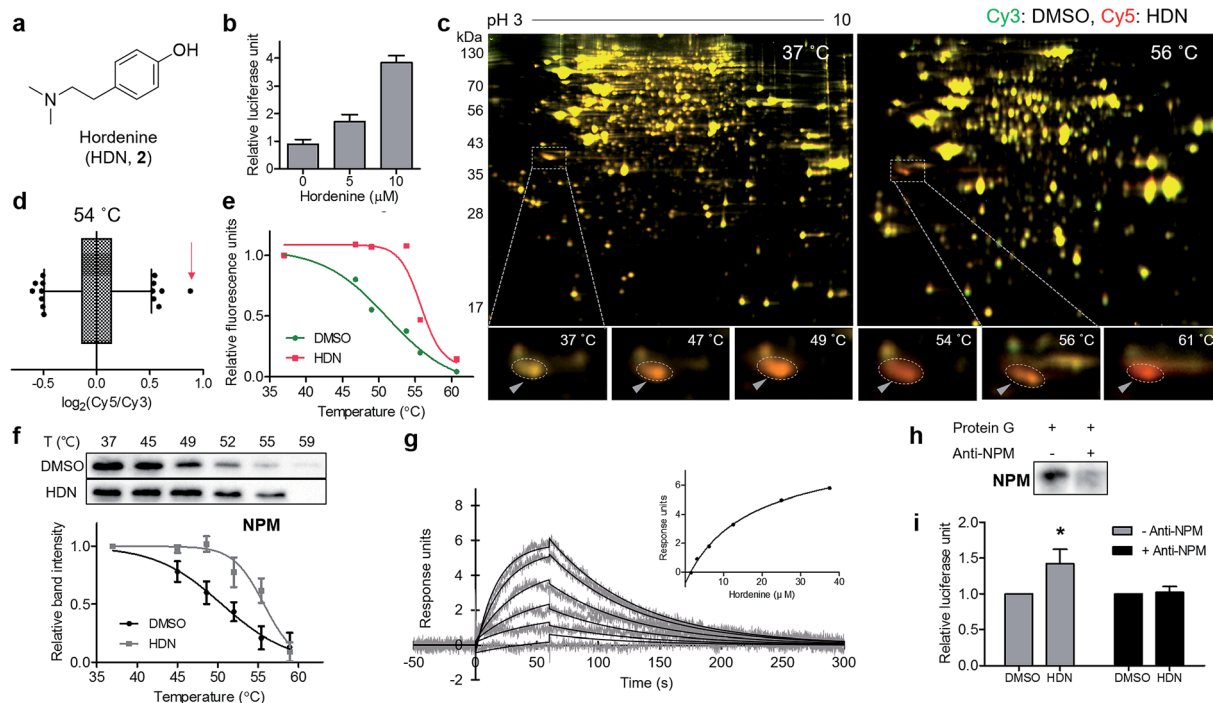 a
OH
N
Hordenine
(HDN, 2)
b
Relative luciferase unit
4
3
2
1
0
0 5 10
Hordenine (μM)
c
pH 3 10
Cy3: DMSO, Cy5: HDN
kDa
130
70
56
43
35
28
17
37 ˚C
56 ˚C
37 ˚C
47 ˚C
49 ˚C
54 ˚C
56 ˚C
61 ˚C
d
54 ˚C
-0.5 0.0 0.5 1.0
log2(Cy5/Cy3)
e
Relative fluorescence units
1.0
0.5
0.0
DMSO
HDN
35 40 45 50 55 60 65
Temperature (°C)
f
T (℃) 37 45 49 52 55 59
DMSO
HDN
NPM
Relative band intensity
1.0
0.5
0.0
DMSO
HDN
35 40 45 50 55 60 65
Temperature (°C)
g
Response units
8
6
4
2
0
-2
-50 0 50 100 150 200 250 300
Time (s)
Response units
6
4
2
0
10 20 30 40
Hordenine (μ M)
h
Protein G + +
Anti-NPM - +
NPM
i
Relative luciferase unit
2.0
1.5
1.0
0.5
0.0
*
- Anti-NPM
+ Anti-NPM
DMSO HDN DMSO HDN